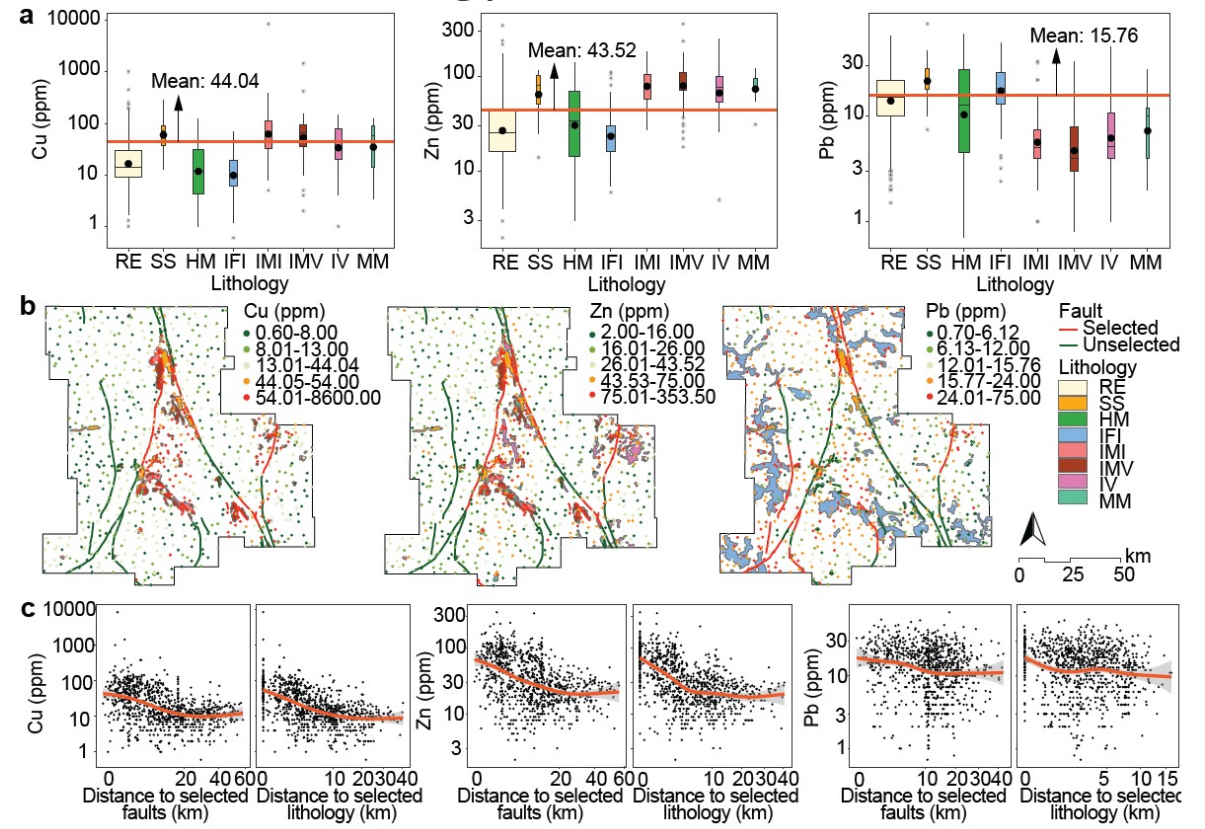 a
Cu (ppm)
10000
1000
100
10
1
Mean: 44.04
RE SS HM IFI IMI IMV IV MM
Lithology
Zn (ppm)
300
100
30
10
3
Mean: 43.52
RE SS HM IFI IMI IMV IV MM
Lithology
Pb (ppm)
30
10
3
1
Mean: 15.76
RE SS HM IFI IMI IMV IV MM
Lithology
b
Cu (ppm)
0.60-8.00
8.01-13.00
13.01-44.04
44.05-54.00
54.01-8600.00
Zn (ppm)
2.00-16.00
16.01-26.00
26.01-43.52
43.53-75.00
75.01-353.50
Pb (ppm)
0.70-6.12
6.13-12.00
12.01-15.76
15.77-24.00
24.01-75.00
Fault
Selected
Unselected
Lithology
RE
SS
HM
IFI
IMI
IMV
IV
MM
km
0 25 50
c
Cu (ppm)
10000
1000
100
10
1
0 20 40 60
Distance to selected
faults (km)
0 10 20 30 40
Distance to selected
lithology (km)
Zn (ppm)
300
100
30
10
3
0 20 40 60
Distance to selected
faults (km)
0 10 20 30 40
Distance to selected
lithology (km)
Pb (ppm)
30
10
3
1
0 10 20 30 40
Distance to selected
faults (km)
0 5 10 15
Distance to selected
lithology (km)